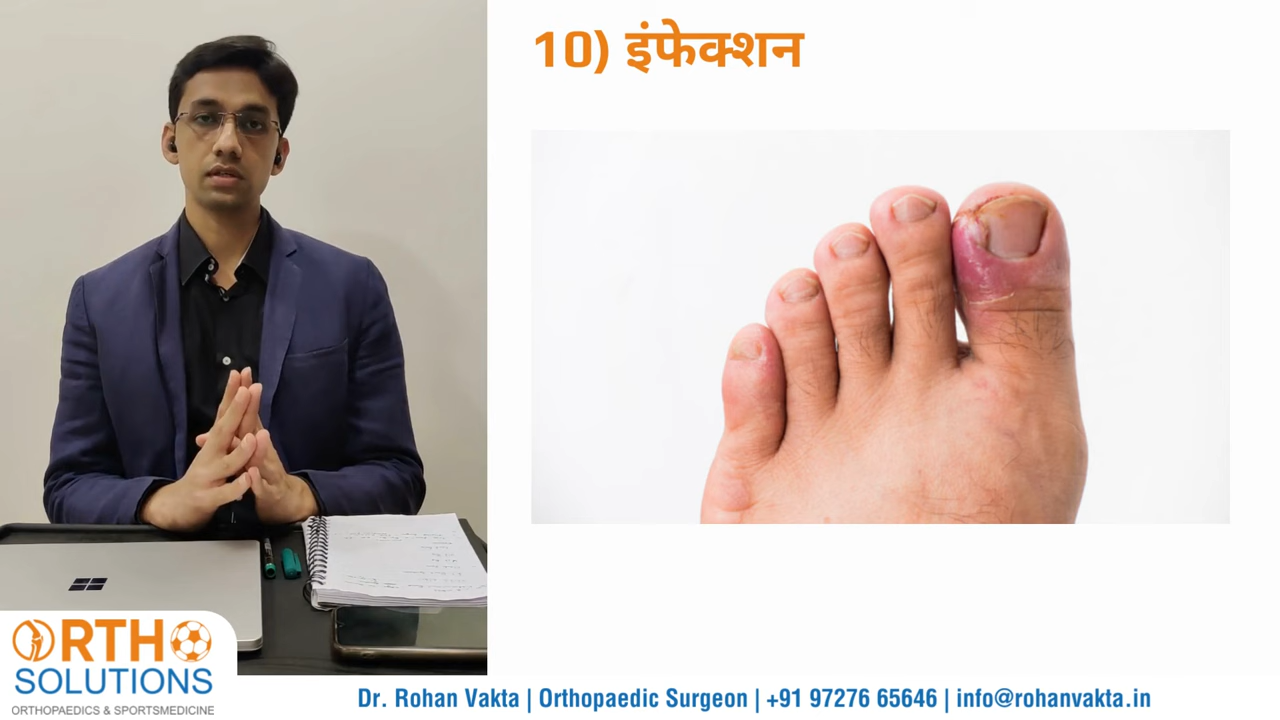 10) इंफेक्शन
ORTHO
SOLUTIONS
ORTHOPAEDICS & SPORTSMEDICINE
Dr. Rohan Vakta | Orthopaedic Surgeon | +91 97276 65646 | info@rohanvakta.in